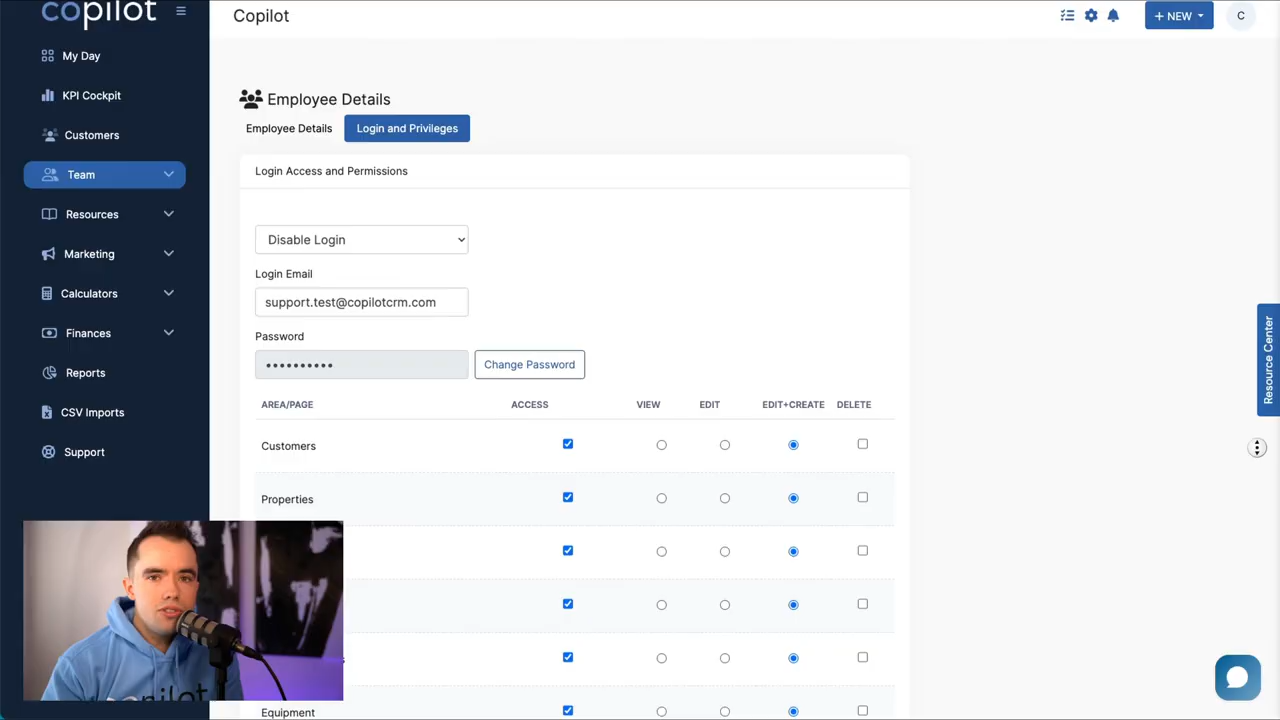 copilot
Copilot
+ NEW
C
My Day
KPI Cockpit
Customers
Team
Resources
Marketing
Calculators
Finances
Reports
CSV Imports
Support
Employee Details
Employee Details
Login and Privileges
Login Access and Permissions
Disable Login
Login Email
support.test@copilotcrm.com
Password
Change Password
AREA/PAGE ACCESS VIEW EDIT EDIT+CREATE DELETE
Customers
Properties
Equipment
Resource Center